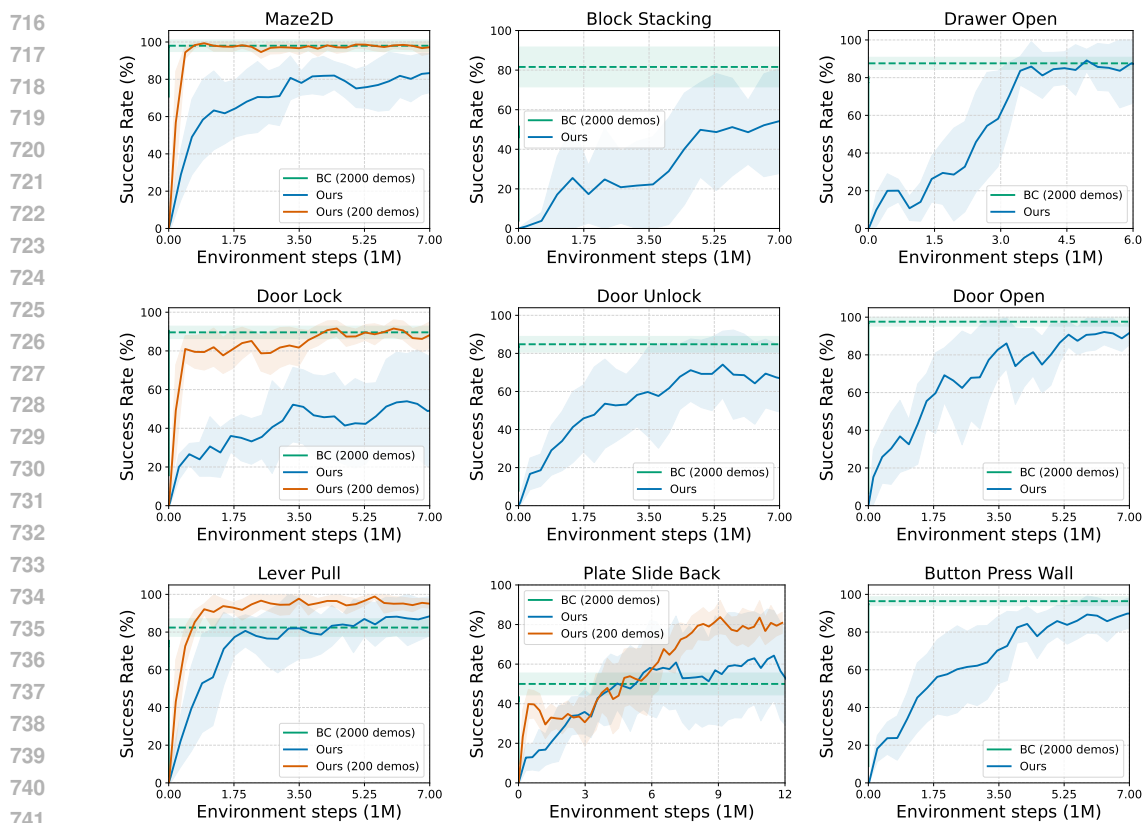 716
717
718
719
720
721
722
723
724
725
726
727
728
729
730
731
732
733
734
735
736
737
738
739
740
741
Maze2D
Success Rate (%)
100
80
60
40
20
0
BC (2000 demos)
Ours
Ours (200 demos)
0.00 1.75 3.50 5.25 7.00
Environment steps (1M)
Block Stacking
Success Rate (%)
100
80
60
40
20
0
BC (2000 demos)
Ours
0.00 1.75 3.50 5.25 7.00
Environment steps (1M)
Drawer Open
Success Rate (%)
100
80
60
40
20
0
BC (2000 demos)
Ours
0.0 1.5 3.0 4.5 6.0
Environment steps (1M)
Door Lock
Success Rate (%)
100
80
60
40
20
0
BC (2000 demos)
Ours
Ours (200 demos)
0.00 1.75 3.50 5.25 7.00
Environment steps (1M)
Door Unlock
Success Rate (%)
100
80
60
40
20
0
BC (2000 demos)
Ours
0.00 1.75 3.50 5.25 7.00
Environment steps (1M)
Door Open
Success Rate (%)
100
80
60
40
20
0
BC (2000 demos)
Ours
0.00 1.75 3.50 5.25 7.00
Environment steps (1M)
Lever Pull
Success Rate (%)
100
80
60
40
20
0
BC (2000 demos)
Ours
Ours (200 demos)
0.00 1.75 3.50 5.25 7.00
Environment steps (1M)
Plate Slide Back
Success Rate (%)
100
80
60
40
20
0
BC (2000 demos)
Ours
Ours (200 demos)
0 3 6 9 12
Environment steps (1M)
Button Press Wall
Success Rate (%)
100
80
60
40
20
0
BC (2000 demos)
Ours
0.00 1.75 3.50 5.25 7.00
Environment steps (1M)